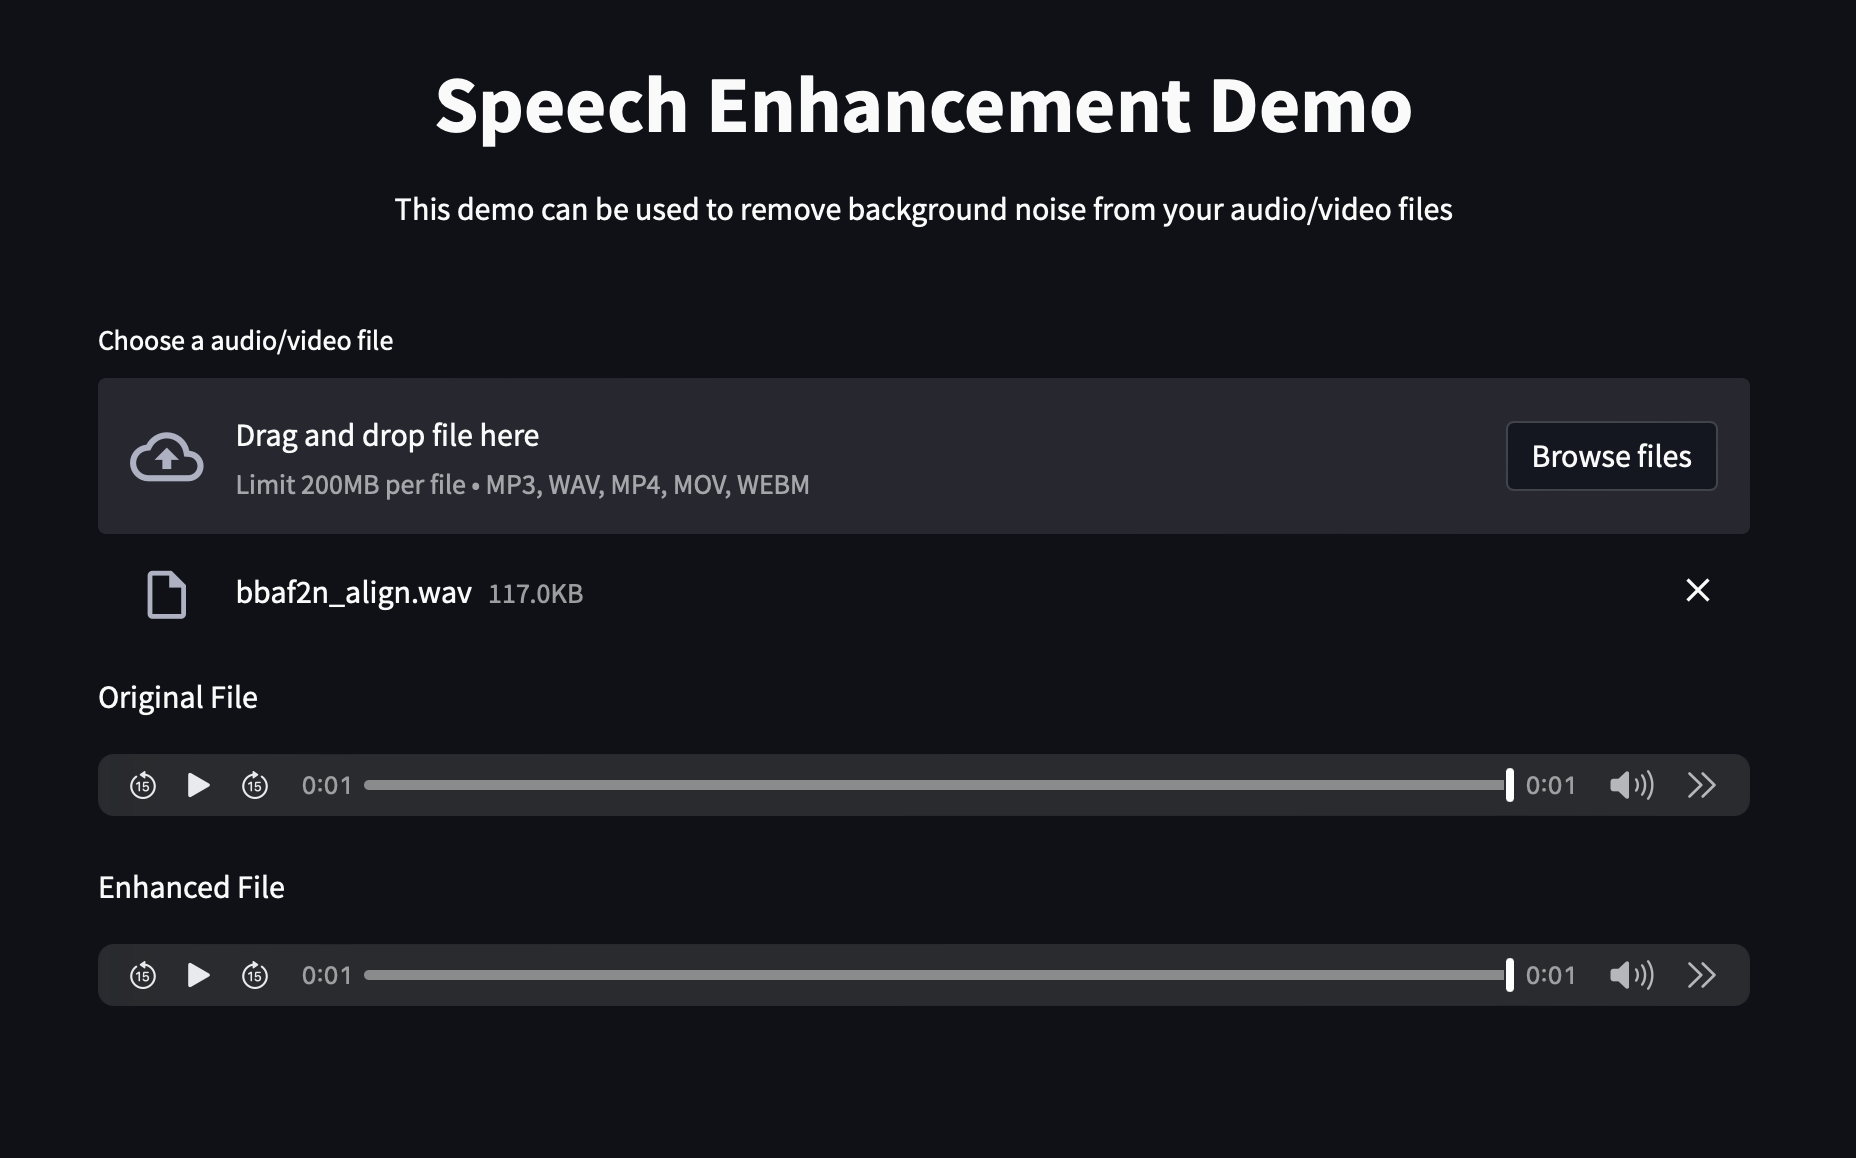 Speech Enhancement Demo
This demo can be used to remove background noise from your audio/video files
Choose a audio/video file
Drag and drop file here
Limit 200MB per file • MP3, WAV, MP4, MOV, WEBM
Browse files
bbaf2n_align.wav 117.0KB
Original File
15 15 0:01 0:01
Enhanced File
15 15 0:01 0:01